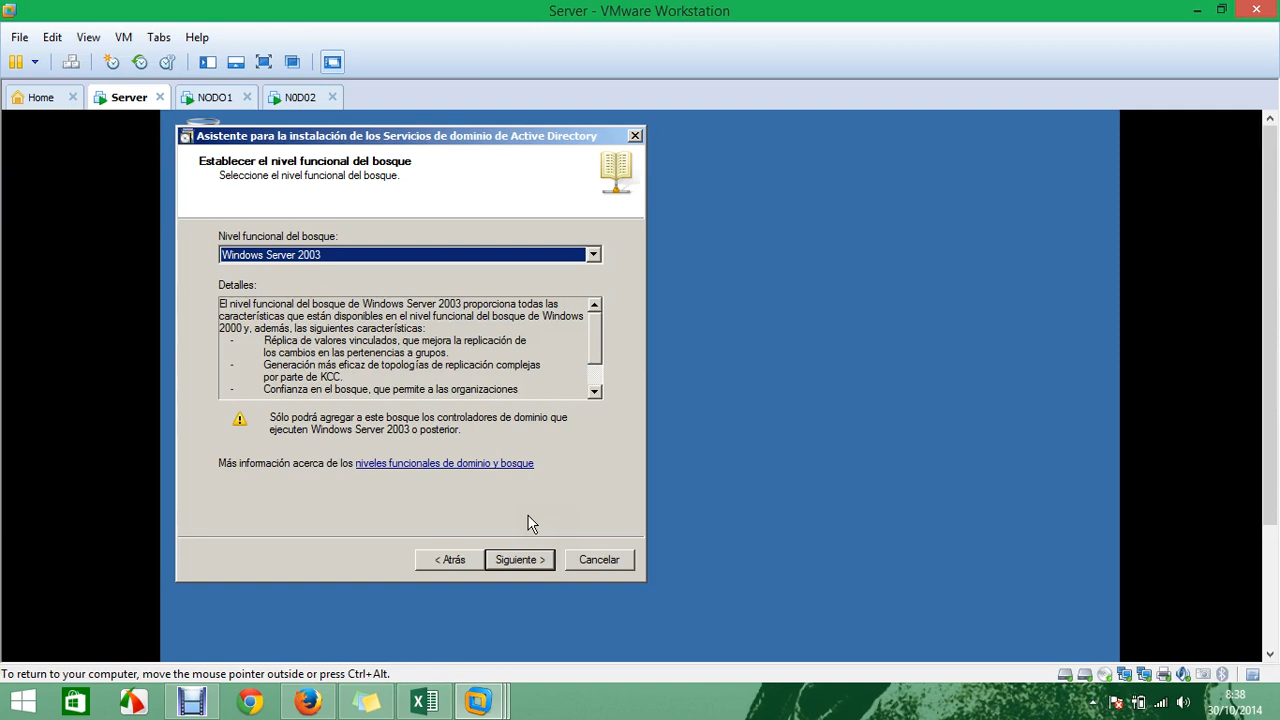 Server - VMware Workstation
File Edit View VM Tabs Help
Home Server NODO1 N0D02
Asistente para la instalación de los Servicios de dominio de Active Directory
Establecer el nivel funcional del bosque
Seleccione el nivel funcional del bosque.
Nivel funcional del bosque:
Windows Server 2003
Detalles:
El nivel funcional del bosque de Windows Server 2003 proporciona todas las
características que están disponibles en el nivel funcional del bosque de Windows
2000 y, además, las siguientes características:
- Réplica de valores vinculados, que mejora la replicación de
los cambios en las pertenencias a grupos.
- Generación más eficaz de topologías de replicación complejas
por parte de KCC.
- Confianza en el bosque, que permite a las organizaciones
Sólo podrá agregar a este bosque los controladores de dominio que
ejecuten Windows Server 2003 o posterior.
Más información acerca de los niveles funcionales de dominio y bosque
< Atrás Siguiente > Cancelar
To return to your computer, move the mouse pointer outside or press Ctrl+Alt.
8:38
30/10/2014